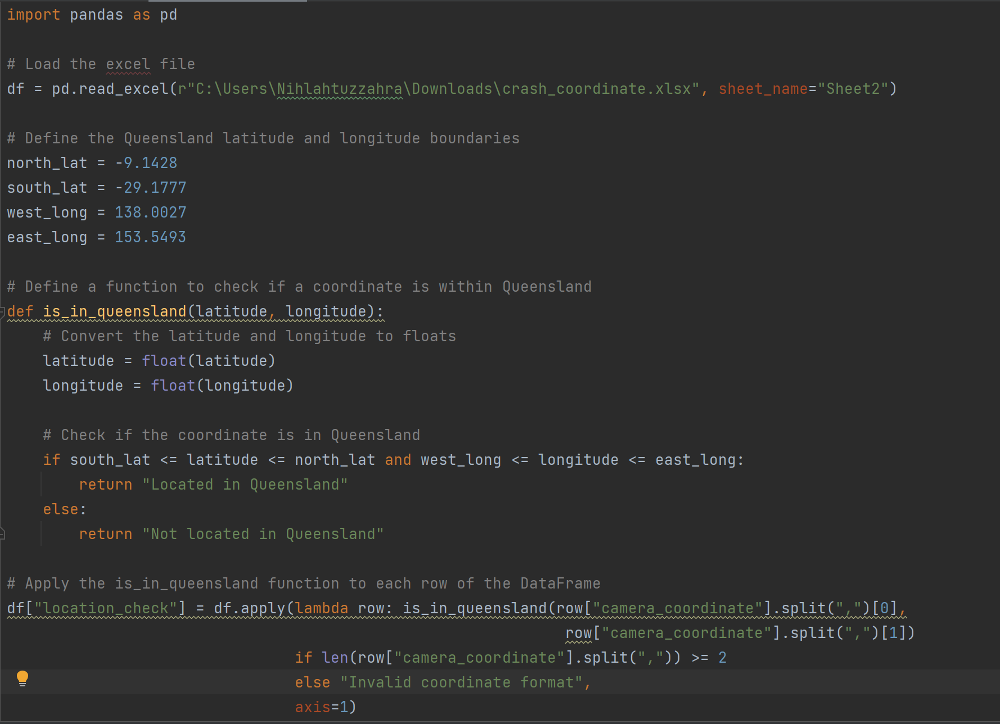 import pandas as pd
# Load the excel file
df = pd.read_excel(r"C:\Users\Nihlahtuzzahra\Downloads\crash_coordinate.xlsx", sheet_name="Sheet2")
# Define the Queensland latitude and longitude boundaries
north_lat = -9.1428
south_lat = -29.1777
west_long = 138.0027
east_long = 153.5493
# Define a function to check if a coordinate is within Queensland
def is_in_queensland(latitude, longitude):
    # Convert the latitude and longitude to floats
    latitude = float(latitude)
    longitude = float(longitude)
    # Check if the coordinate is in Queensland
    if south_lat <= latitude <= north_lat and west_long <= longitude <= east_long:
        return "Located in Queensland"
    else:
        return "Not located in Queensland"
# Apply the is_in_queensland function to each row of the DataFrame
df["location_check"] = df.apply(lambda row: is_in_queensland(row["camera_coordinate"].split(",")[0],
                                                              row["camera_coordinate"].split(",")[1])
                                if len(row["camera_coordinate"].split(",")) >= 2
                                else "Invalid coordinate format",
                                axis=1)